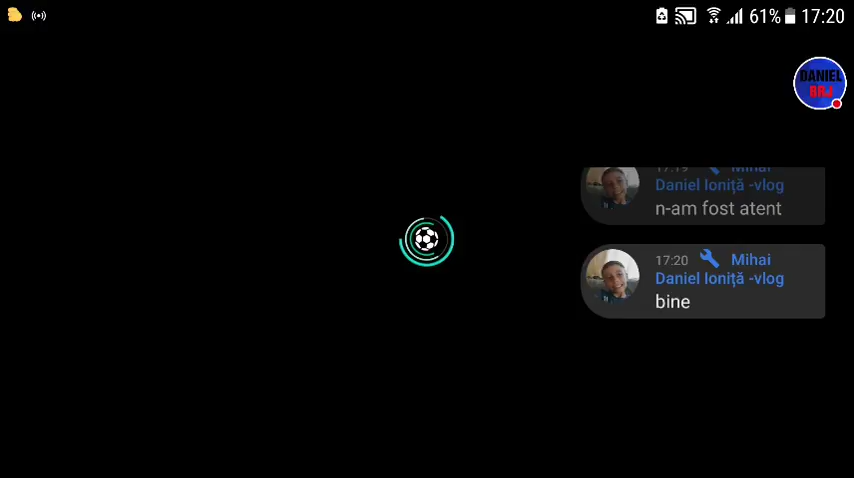 61% 17:20
DANIEL
BRJ
17:19 Mihai
Daniel Ioniță -vlog
n-am fost atent
17:20 Mihai
Daniel Ioniță -vlog
bine